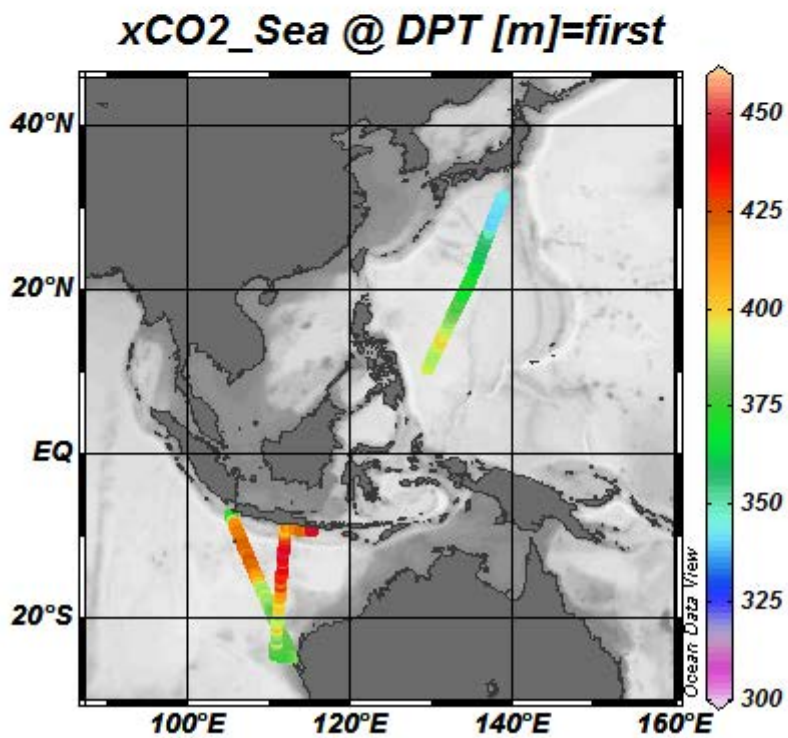 xCO2_Sea @ DPT [m]=first
40°N
20°N
EQ
20°S
100°E
120°E
140°E
160°E
450
425
400
375
350
325
300
Ocean Data View